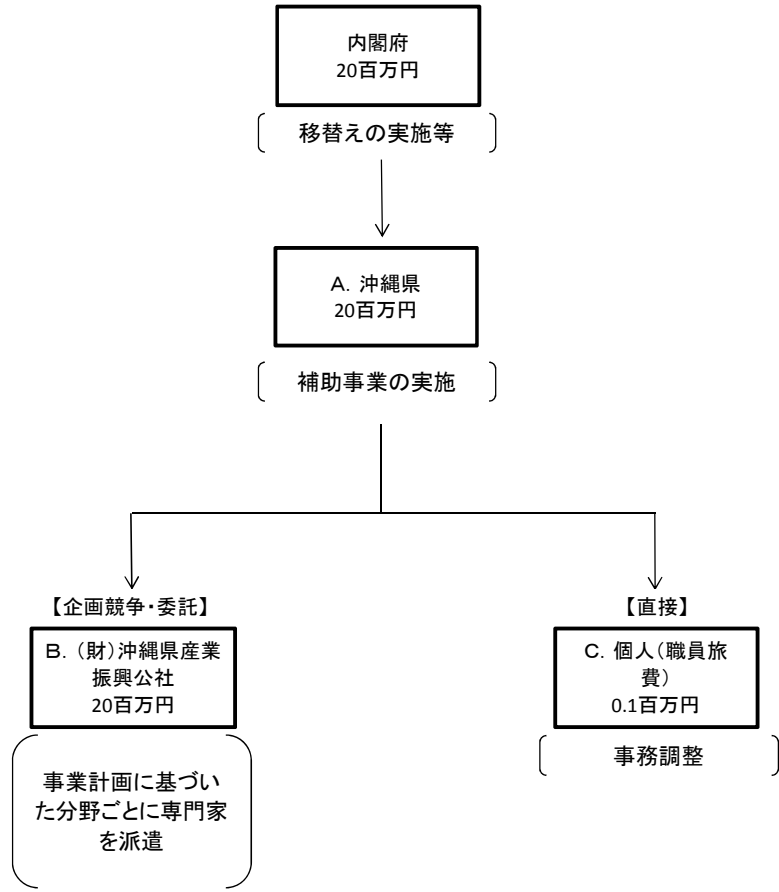 内閣府
20百万円
移替えの実施等
A．沖縄県
20百万円
補助事業の実施
【企画競争・委託】
B．（財）沖縄県産業
振興公社
20百万円
事業計画に基づい
た分野ごとに専門家
を派遣
【直接】
C．個人（職員旅
費）
0.1百万円
事務調整